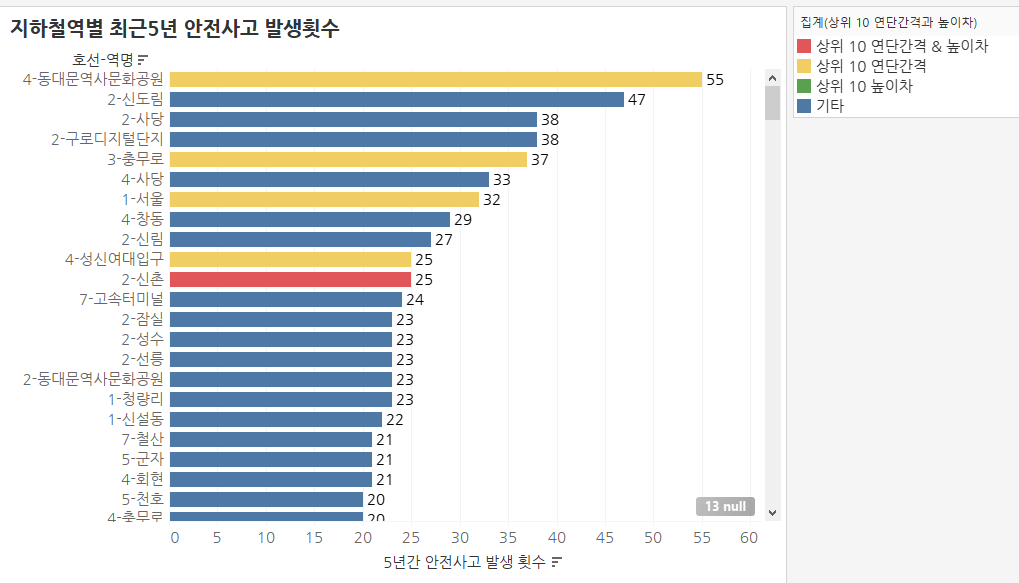 지하철역별 최근5년 안전사고 발생횟수
호선-역명
4-동대문역사문화공원 55
2-신도림 47
2-사당 38
2-구로디지털단지 38
3-충무로 37
4-사당 33
1-서울 32
4-창동 29
2-신림 27
4-성신여대입구 25
2-신촌 25
7-고속터미널 24
2-잠실 23
2-성수 23
2-선릉 23
2-동대문역사문화공원 23
1-청량리 23
1-신설동 22
7-철산 21
5-군자 21
4-회현 21
5-천호 20
4-충무로 20
13 null
0 5 10 15 20 25 30 35 40 45 50 55 60
5년간 안전사고 발생 횟수
집계(상위 10 연단간격과 높이차)
상위 10 연단간격 & 높이차
상위 10 연단간격
상위 10 높이차
기타